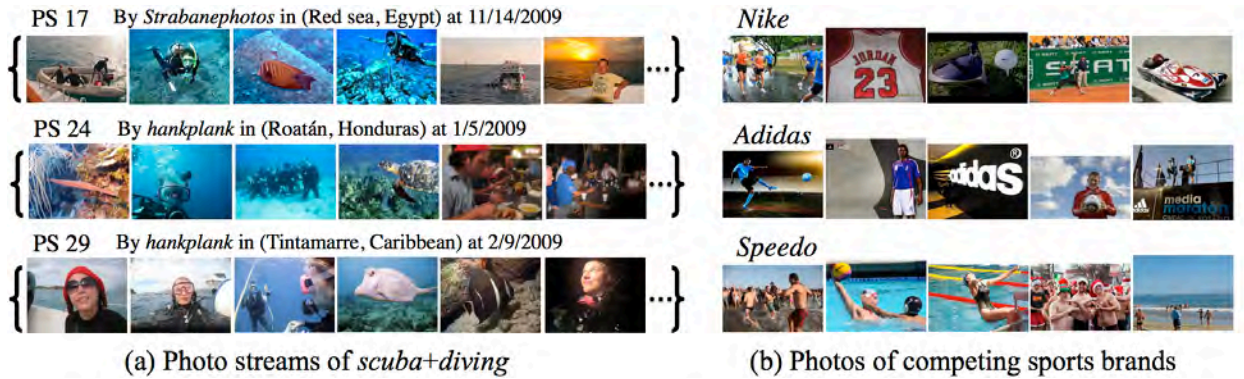 PS 17 By Strabanephotos in (Red sea, Egypt) at 11/14/2009
PS 24 By hankplank in (Roatán, Honduras) at 1/5/2009
PS 29 By hankplank in (Tintamarre, Caribbean) at 2/9/2009
(a) Photo streams of scuba+diving
Nike
JORDAN
23
SEAT
Adidas
adidas®
adidas
media
maraton
Speedo
(b) Photos of competing sports brands